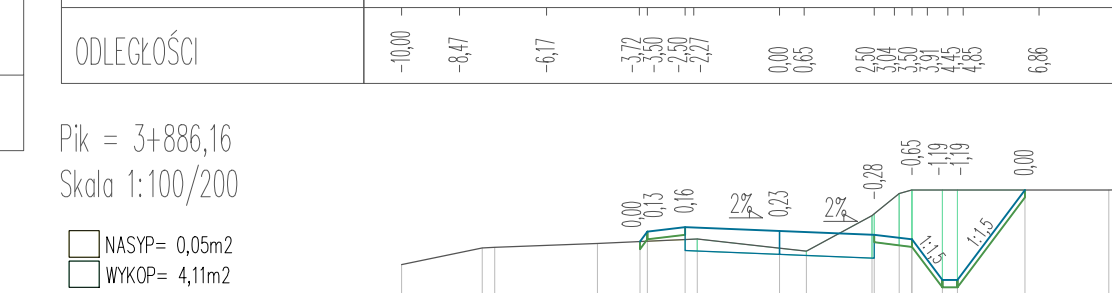 ODLEGŁOŚCI -10,00 -8,47 -6,17 -3,72 -3,50 -2,50 -2,27 0,00 0,65 2,50 3,04 3,50 3,91 4,45 4,85 6,86
Pik = 3+886,16
Skala 1:100/200
0,00 0,13 0,16 2% 0,23 2% -0,28 -0,65 -1,19 -1,19 0,00
1:1,5 1:1,5
NASYP= 0,05m2
WYKOP= 4,11m2